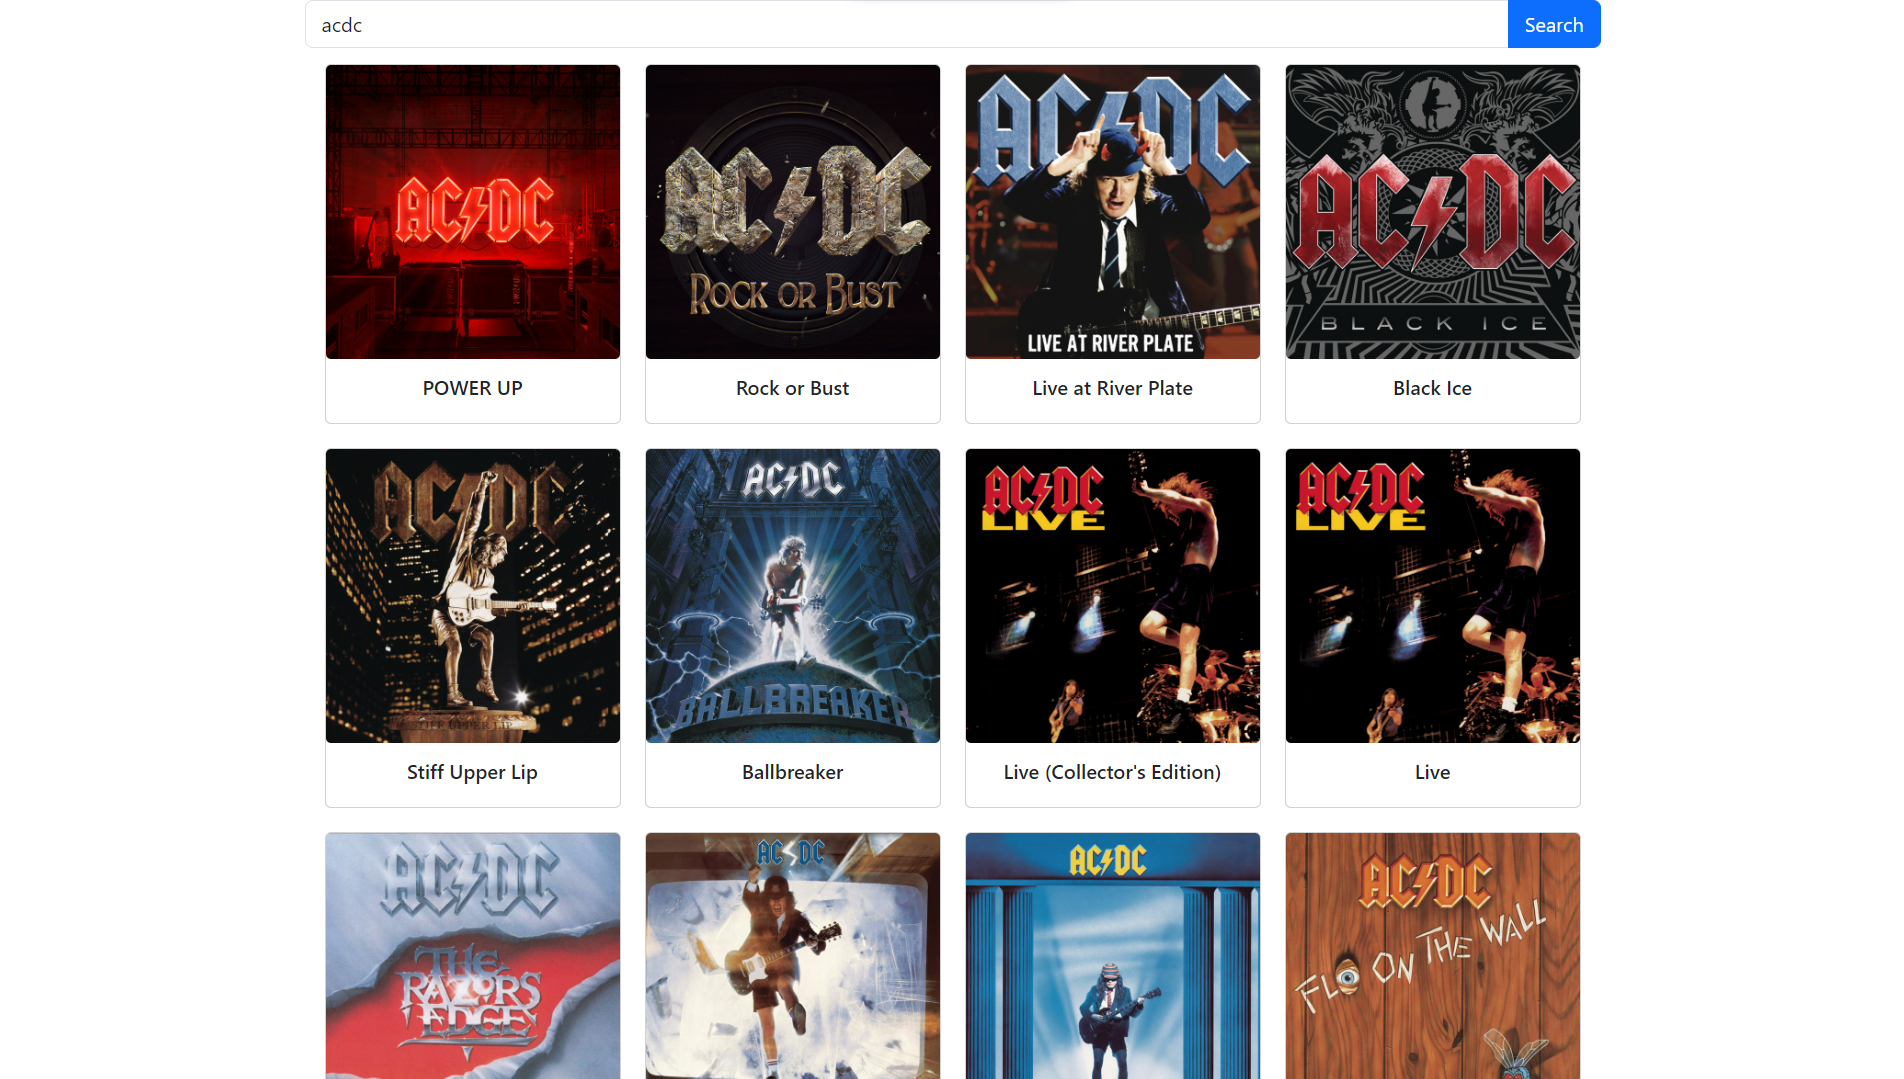 acdc
Search
AC⚡DC
AC⚡DC
ROCK OR BUST
AC⚡DC
LIVE AT RIVER PLATE
AC⚡DC
BLACK ICE
POWER UP
Rock or Bust
Live at River Plate
Black Ice
AC⚡DC
STIFF UPPER LIP
AC⚡DC
BALLBREAKER
AC⚡DC
LIVE
AC⚡DC
LIVE
Stiff Upper Lip
Ballbreaker
Live (Collector's Edition)
Live
AC⚡DC
THE
RAZORS
EDGE
AC⚡DC
AC⚡DC
AC⚡DC
FLY ON THE WALL